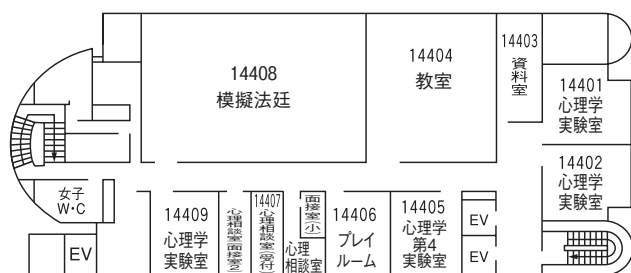 14408
模擬法廷
14404
教室
14403
資料室
14401
心理学
実験室
14402
心理学
実験室
女子
W・C
EV
14409
心理学
実験室
心理相談室(面接室2)
14407
心理相談室(受付)
心理
相談室
面接室(小)
14406
プレイ
ルーム
14405
心理学
第4
実験室
EV
EV